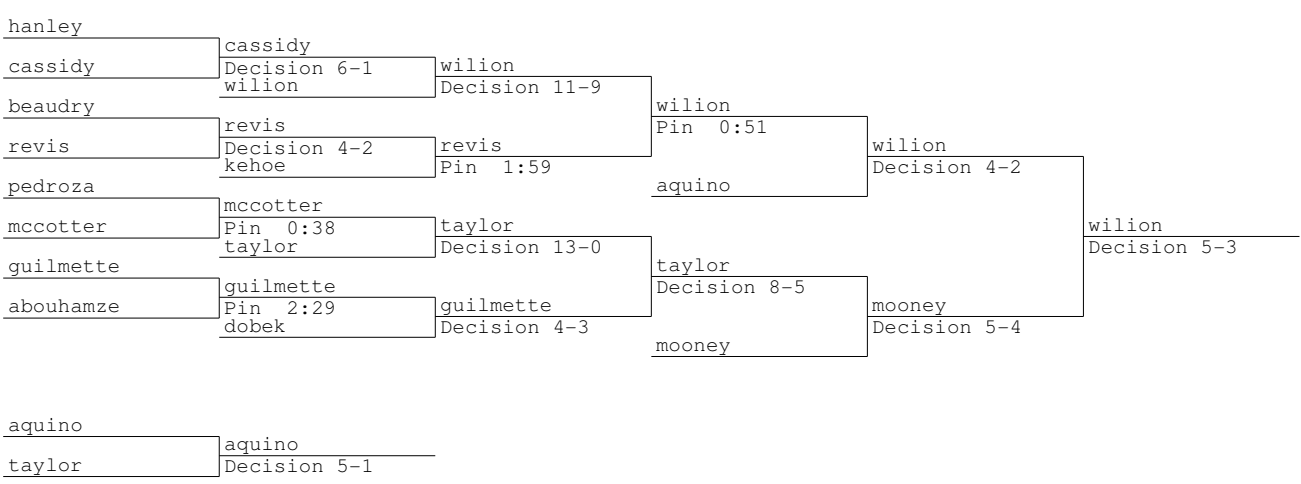 hanley
cassidy
cassidy
Decision 6-1
wilion
wilion
Decision 11-9
beaudry
wilion
Pin 0:51
revis
revis
Decision 4-2
kehoe
revis
Pin 1:59
wilion
Decision 4-2
pedroza
aquino
mccotter
mccotter
Pin 0:38
taylor
taylor
Decision 13-0
wilion
Decision 5-3
guilmette
taylor
Decision 8-5
abouhamze
guilmette
Pin 2:29
dobek
guilmette
Decision 4-3
mooney
Decision 5-4
mooney
aquino
aquino
taylor
Decision 5-1